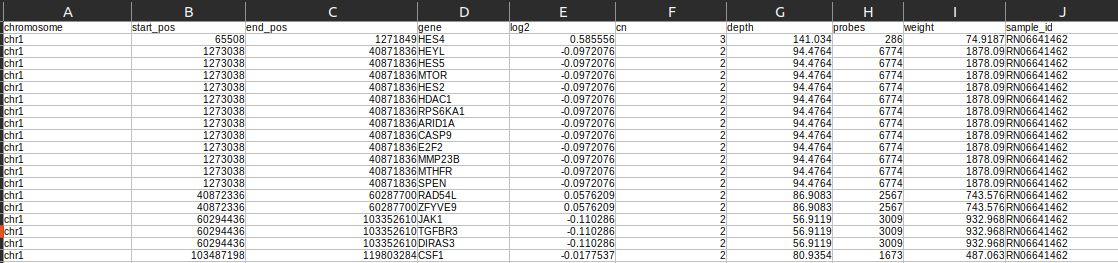 A B C D E F G H I J
chromosome start_pos end_pos gene log2 cn depth probes weight sample_id
chr1 65508 1271849 HES4 0.585556 3 141.034 286 74.9187 RN06641462
chr1 1273038 40871836 HEYL -0.0972076 2 94.4764 6774 1878.09 RN06641462
chr1 1273038 40871836 HES5 -0.0972076 2 94.4764 6774 1878.09 RN06641462
chr1 1273038 40871836 MTOR -0.0972076 2 94.4764 6774 1878.09 RN06641462
chr1 1273038 40871836 HES2 -0.0972076 2 94.4764 6774 1878.09 RN06641462
chr1 1273038 40871836 HDAC1 -0.0972076 2 94.4764 6774 1878.09 RN06641462
chr1 1273038 40871836 RPS6KA1 -0.0972076 2 94.4764 6774 1878.09 RN06641462
chr1 1273038 40871836 ARID1A -0.0972076 2 94.4764 6774 1878.09 RN06641462
chr1 1273038 40871836 CASP9 -0.0972076 2 94.4764 6774 1878.09 RN06641462
chr1 1273038 40871836 E2F2 -0.0972076 2 94.4764 6774 1878.09 RN06641462
chr1 1273038 40871836 MMP23B -0.0972076 2 94.4764 6774 1878.09 RN06641462
chr1 1273038 40871836 MTHFR -0.0972076 2 94.4764 6774 1878.09 RN06641462
chr1 1273038 40871836 SPEN -0.0972076 2 94.4764 6774 1878.09 RN06641462
chr1 40872336 60287700 RAD54L 0.0576209 2 86.9083 2567 743.576 RN06641462
chr1 40872336 60287700 ZFYVE9 0.0576209 2 86.9083 2567 743.576 RN06641462
chr1 60294436 103352610 JAK1 -0.110286 2 56.9119 3009 932.968 RN06641462
chr1 60294436 103352610 TGFBR3 -0.110286 2 56.9119 3009 932.968 RN06641462
chr1 60294436 103352610 DIRAS3 -0.110286 2 56.9119 3009 932.968 RN06641462
chr1 103487198 119803284 CSF1 -0.0177537 2 80.9354 1673 487.063 RN06641462